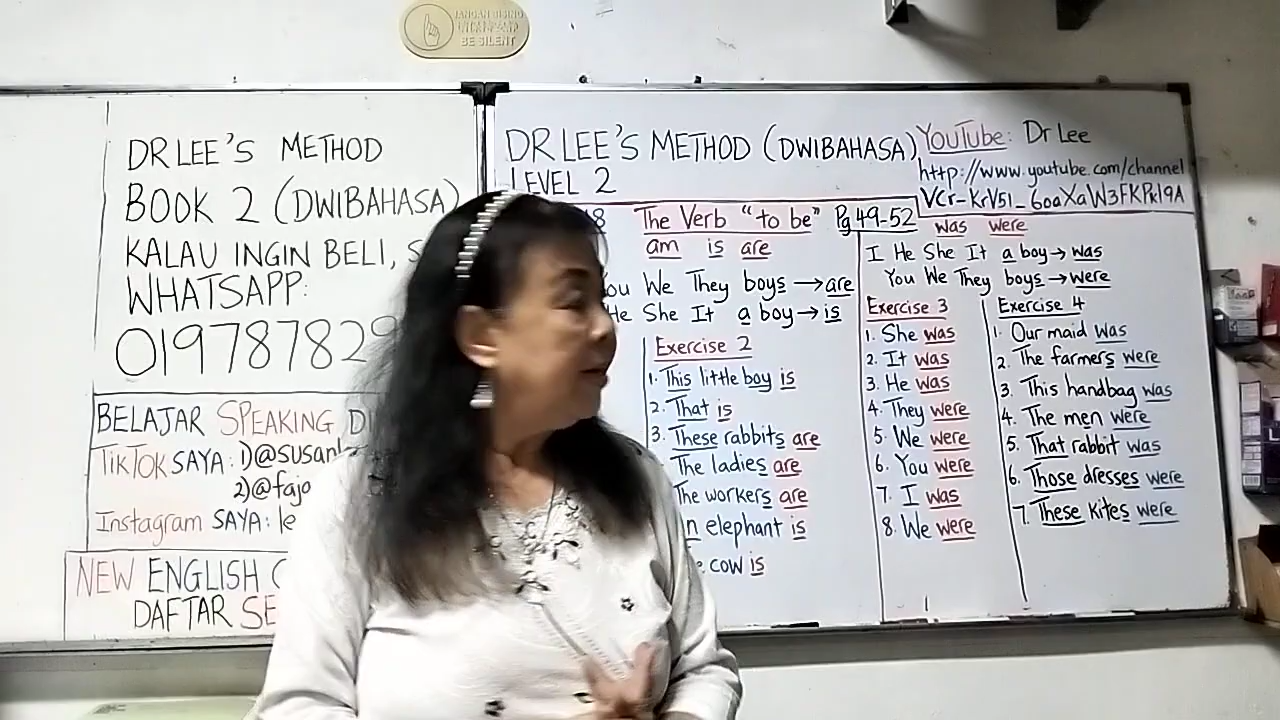 JANGAN BISING
BE SILENT
DR LEE'S METHOD
BOOK 2 (DWIBAHASA)
KALAU INGIN BELI, S
WHATSAPP:
019787829
BELAJAR SPEAKING DI
TIKTOK SAYA: 1)@susan
2)@fajo
Instagram SAYA: le
NEW ENGLISH C
DAFTAR SE
DR LEE'S METHOD (DWIBAHASA)
LEVEL 2
YouTube: Dr Lee
http://www.youtube.com/channel
VCr-KrV51_6oaXaW3FKPkl9A
18 The Verb "to be" Pg 49-52
am is are
ou We They boys → are
He She It a boy → is
Exercise 2
1. This little boy is
2. That is
3. These rabbits are
The ladies are
The workers are
n elephant is
e cow is
was were
I He She It a boy → was
You We They boys → were
Exercise 3
1. She was
2. It was
3. He was
4. They were
5. We were
6. You were
7. I was
8. We were
Exercise 4
1. Our maid was
2. The farmers were
3. This handbag was
4. The men were
5. That rabbit was
6. Those dresses were
7. These kites were